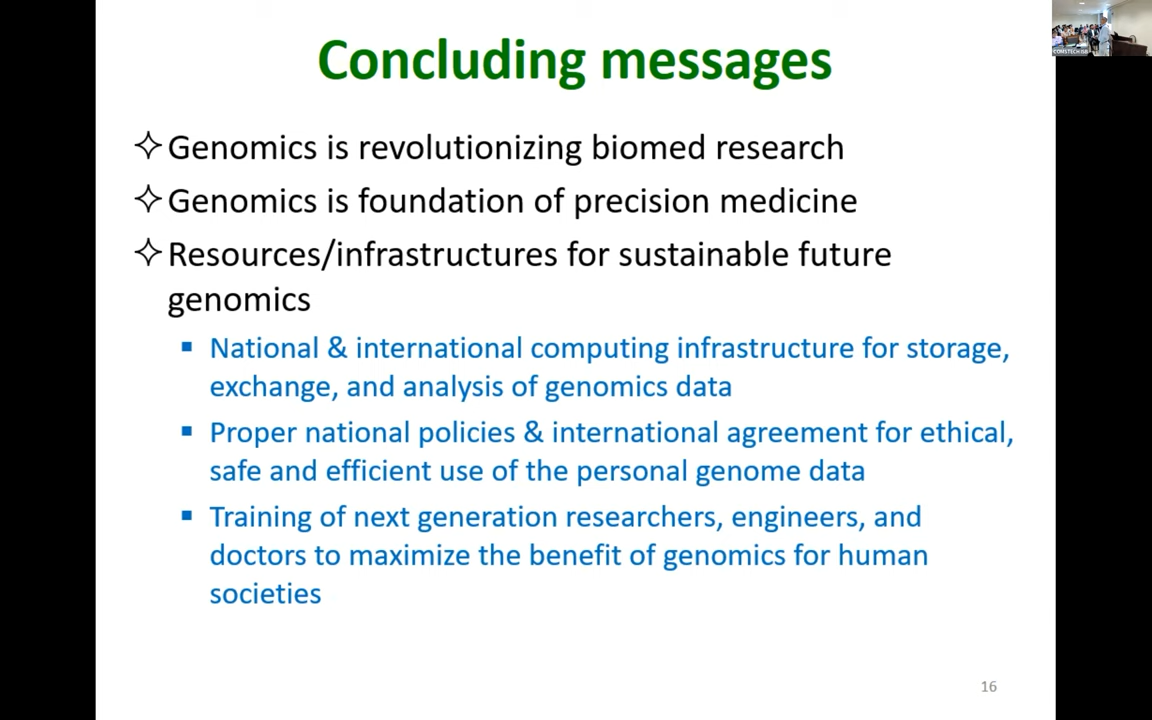 Concluding messages
Genomics is revolutionizing biomed research
Genomics is foundation of precision medicine
Resources/infrastructures for sustainable future
genomics
National & international computing infrastructure for storage,
exchange, and analysis of genomics data
Proper national policies & international agreement for ethical,
safe and efficient use of the personal genome data
Training of next generation researchers, engineers, and
doctors to maximize the benefit of genomics for human
societies
16